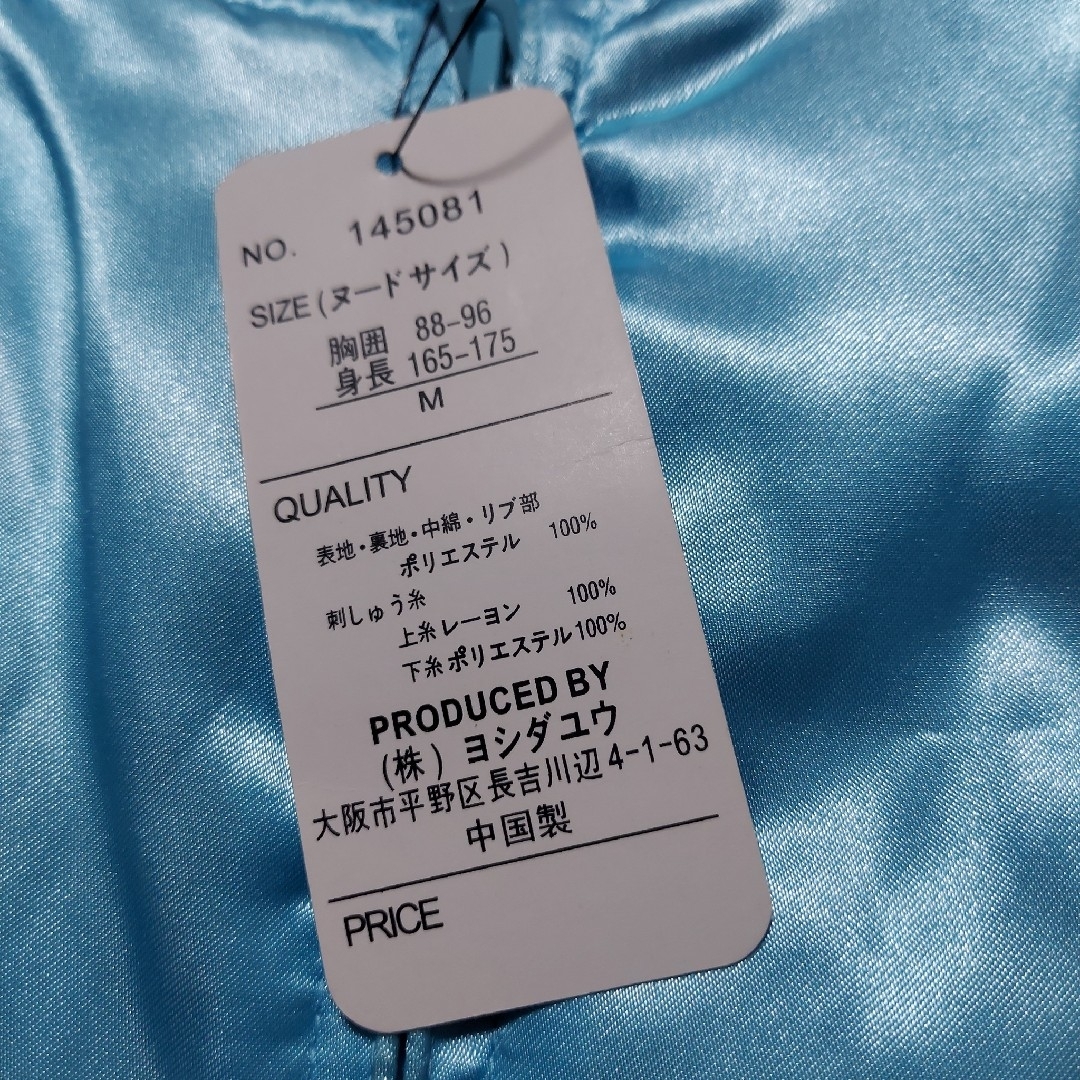 NO. 145081
SIZE(ヌードサイズ)
胸囲 88-96
身長 165-175
M
QUALITY
表地・裏地・中綿・リブ部
ポリエステル 100%
刺しゅう糸
上糸レーヨン 100%
下糸ポリエステル100%
PRODUCED BY
(株)ヨシダユウ
大阪市平野区長吉川辺4-1-63
中国製
PRICE